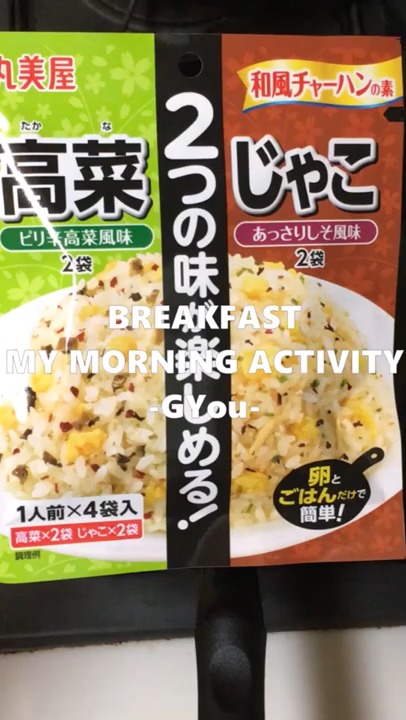 丸美屋
和風チャーハンの素
たかな
高菜
ピリ辛高菜風味
2袋
2つの味が楽しめる!
じゃこ
あっさりしそ風味
2袋
BREAKFAST
MY MORNING ACTIVITY
-GYou-
1人前×4袋入
高菜×2袋 じゃこ×2袋
調理例
卵と
ごはんだけで
簡単!